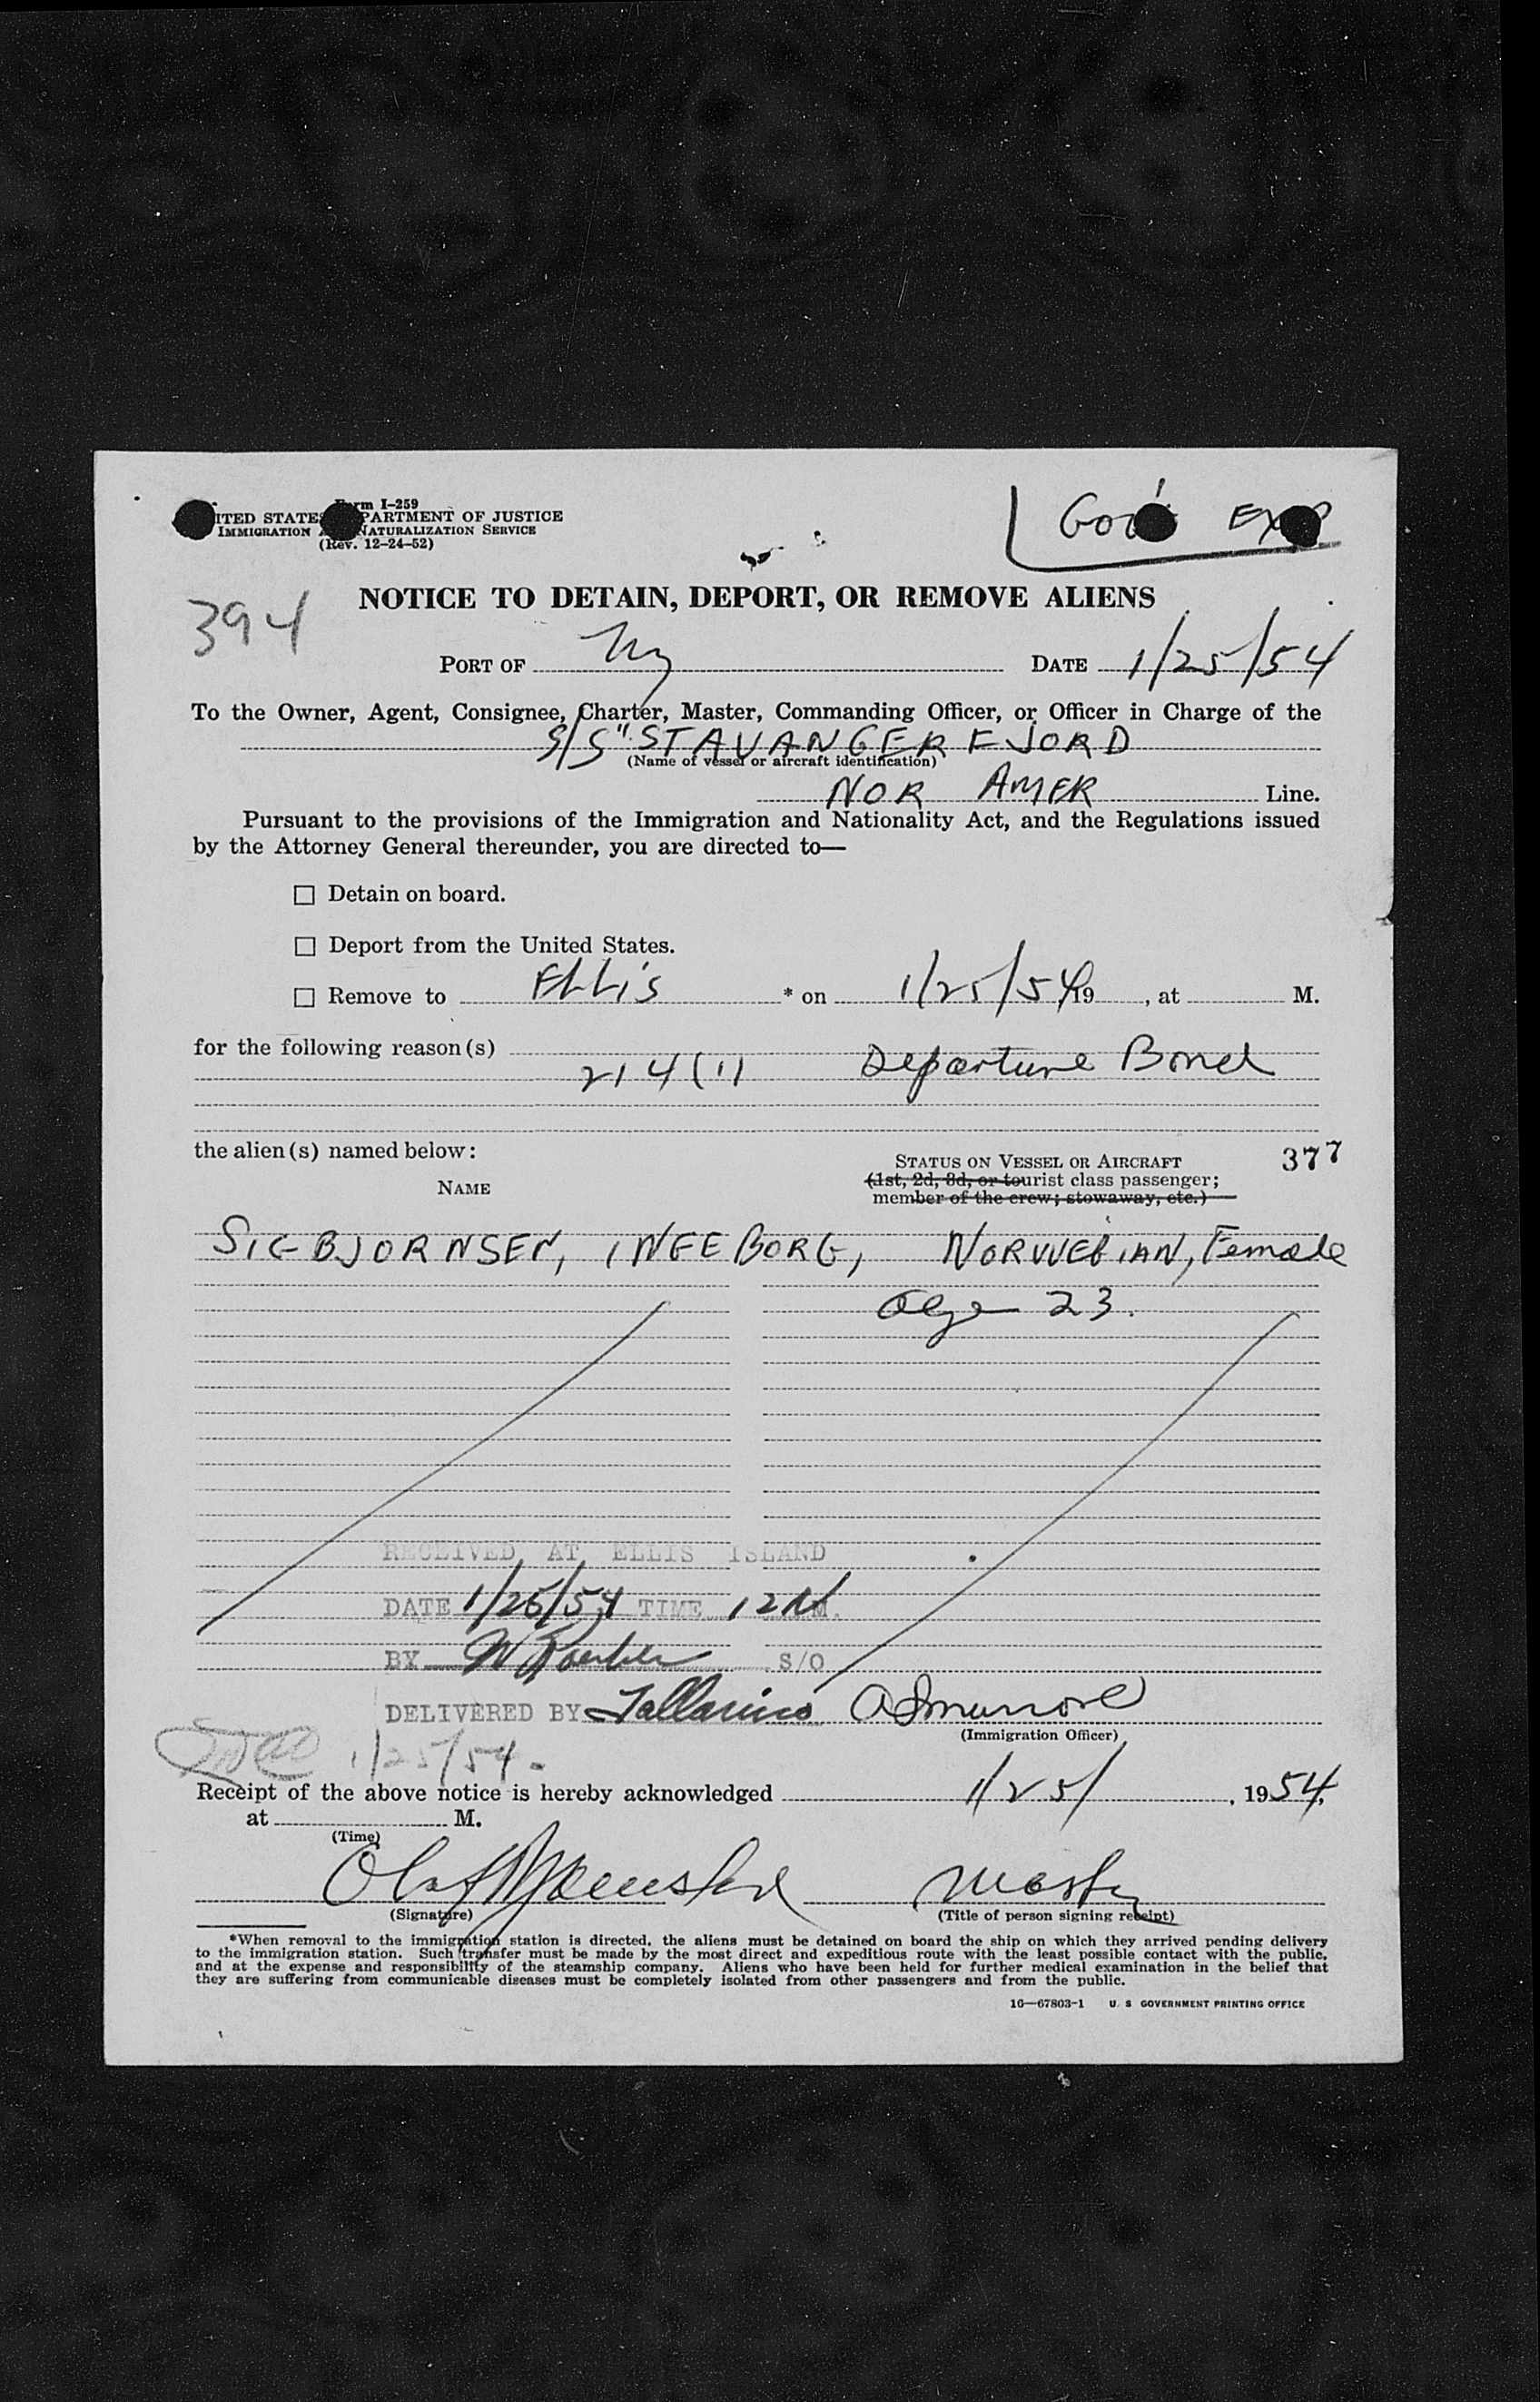 Form I-259
UNITED STATES DEPARTMENT OF JUSTICE
IMMIGRATION AND NATURALIZATION SERVICE
(Rev. 12-24-52)
Gov't Exp
394
NOTICE TO DETAIN, DEPORT, OR REMOVE ALIENS
PORT OF NY DATE 1/25/54
To the Owner, Agent, Consignee, Charter, Master, Commanding Officer, or Officer in Charge of the
S/S "STAVANGERFJORD
(Name of vessel or aircraft identification)
NOR AMER Line.
Pursuant to the provisions of the Immigration and Nationality Act, and the Regulations issued
by the Attorney General thereunder, you are directed to—
☐ Detain on board.
☐ Deport from the United States.
☐ Remove to ELLIS * on 1/25/54 19 , at M.
for the following reason(s)
214(1) Departure Bond
the alien(s) named below:
377
NAME
STATUS ON VESSEL OR AIRCRAFT
(1st, 2d, 3d, or tourist class passenger;
member of the crew; stowaway, etc.)
SIGBJORNSEN, INGEBORG, NORWEGIAN, Female
Age 23.
RECEIVED AT ELLIS ISLAND
DATE 1/25/54 TIME 12 N M.
BY S/O
DELIVERED BY Tallarino
(Immigration Officer)
1/25/54.
Receipt of the above notice is hereby acknowledged 1/25/ , 1954,
at M.
(Time)
Olaf
(Signature)
(Title of person signing receipt)
*When removal to the immigration station is directed, the aliens must be detained on board the ship on which they arrived pending delivery
to the immigration station. Such transfer must be made by the most direct and expeditious route with the least possible contact with the public,
and at the expense and responsibility of the steamship company. Aliens who have been held for further medical examination in the belief that
they are suffering from communicable diseases must be completely isolated from other passengers and from the public.
16—67803-1 U. S GOVERNMENT PRINTING OFFICE